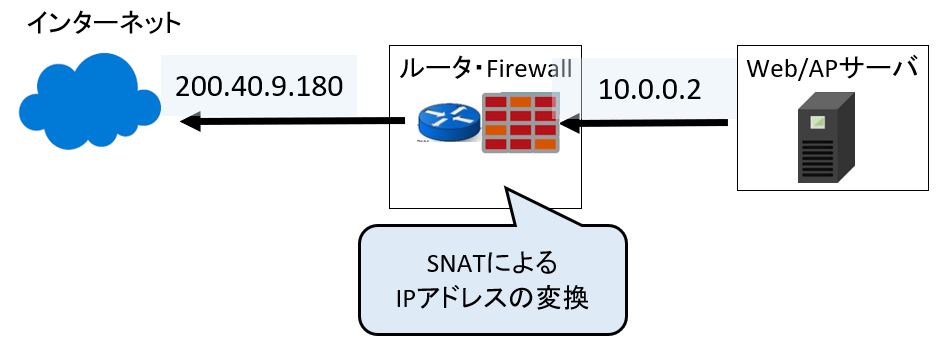 インターネット
200.40.9.180
ルータ・Firewall
10.0.0.2
Web/APサーバ
SNATによる
IPアドレスの変換